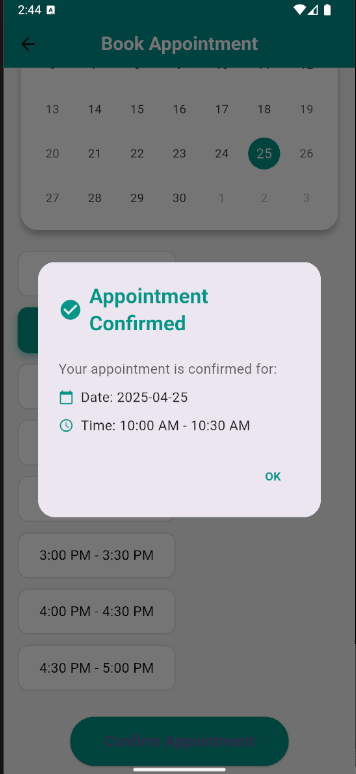 2:44 A
Book Appointment
13 14 15 16 17 18 19
20 21 22 23 24 25 26
27 28 29 30 1 2 3
Appointment
Confirmed
Your appointment is confirmed for:
Date: 2025-04-25
Time: 10:00 AM - 10:30 AM
OK
3:00 PM - 3:30 PM
4:00 PM - 4:30 PM
4:30 PM - 5:00 PM
Confirm Appointment